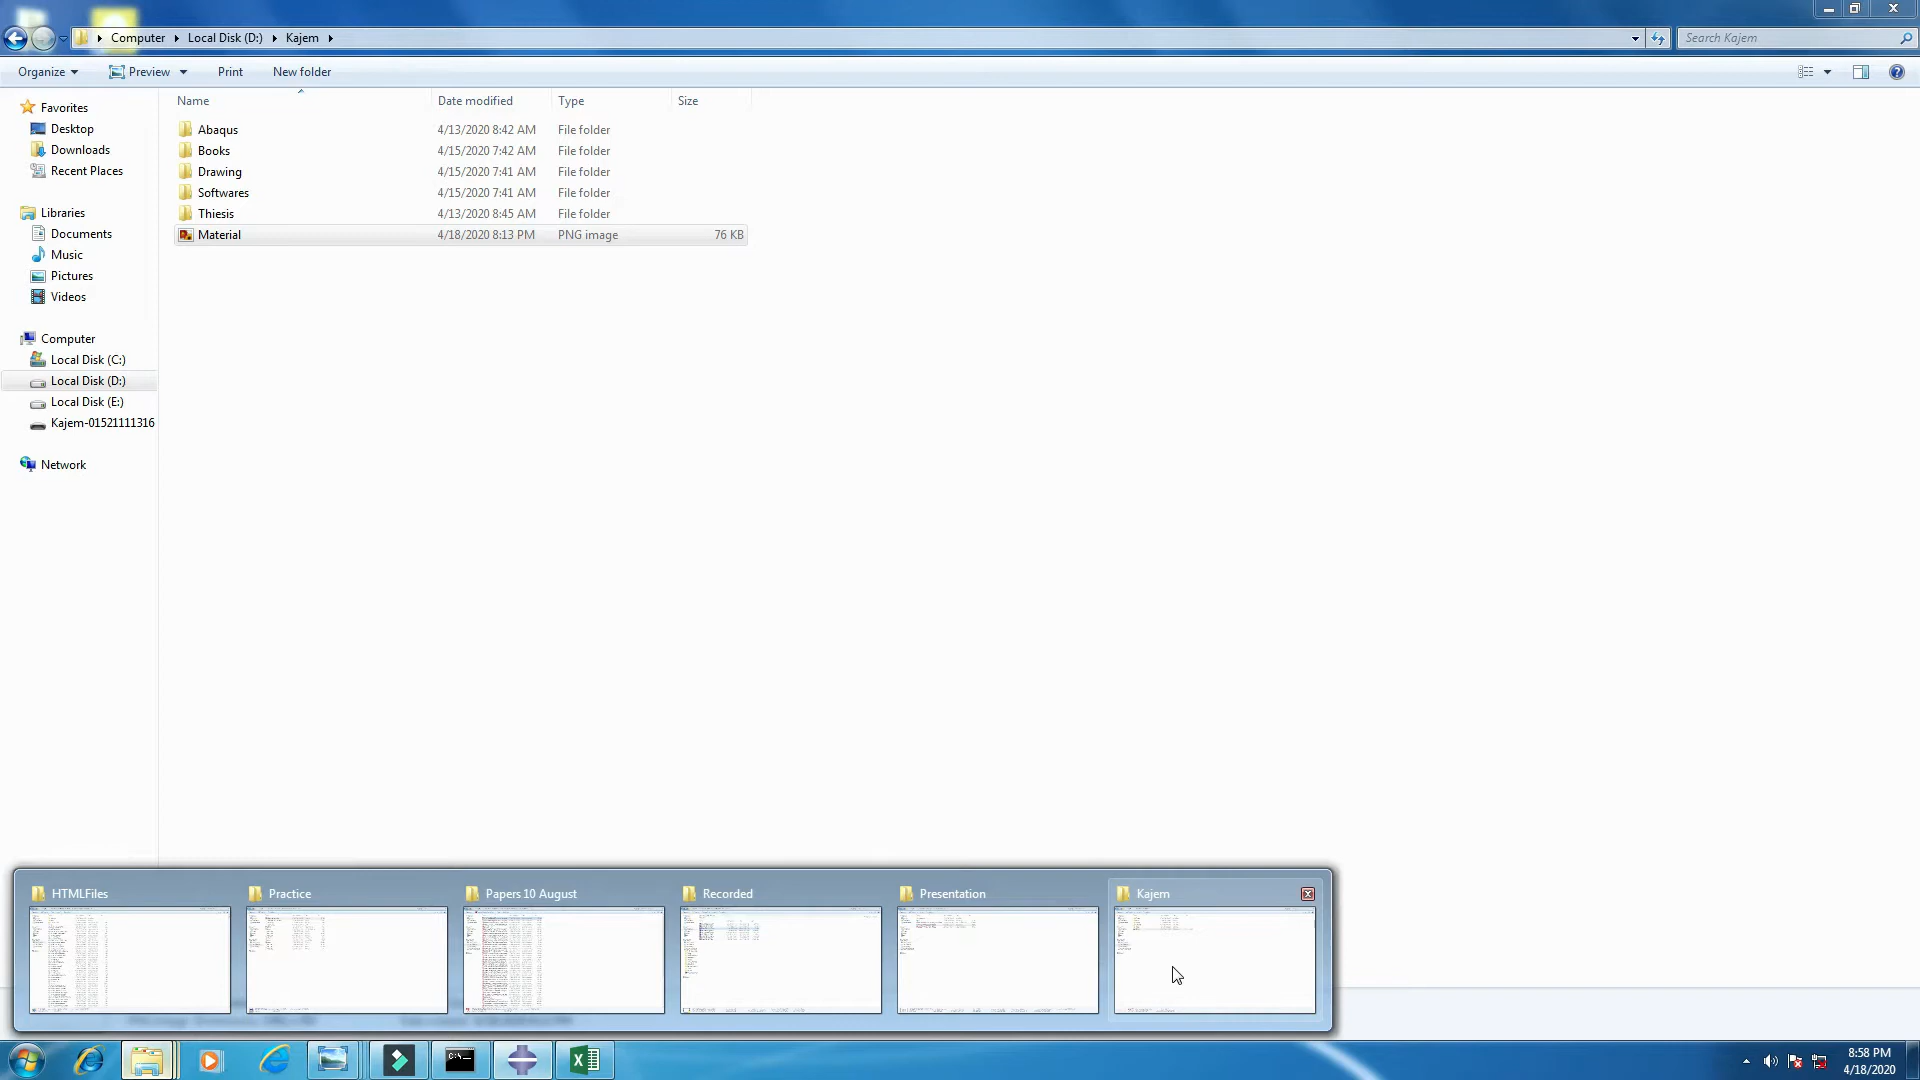 Computer Local Disk (D:) Kajem
Search Kajem
Organize Preview Print New folder
Name Date modified Type Size
Favorites
Desktop
Downloads
Recent Places
Libraries
Documents
Music
Pictures
Videos
Computer
Local Disk (C:)
Local Disk (D:)
Local Disk (E:)
Kajem-01521111316
Network
Abaqus 4/13/2020 8:42 AM File folder
Books 4/15/2020 7:42 AM File folder
Drawing 4/15/2020 7:41 AM File folder
Softwares 4/15/2020 7:41 AM File folder
Thiesis 4/13/2020 8:45 AM File folder
Material 4/18/2020 8:13 PM PNG image 76 KB
HTMLFiles Practice Papers 10 August Recorded Presentation Kajem
C:\
8:58 PM
4/18/2020